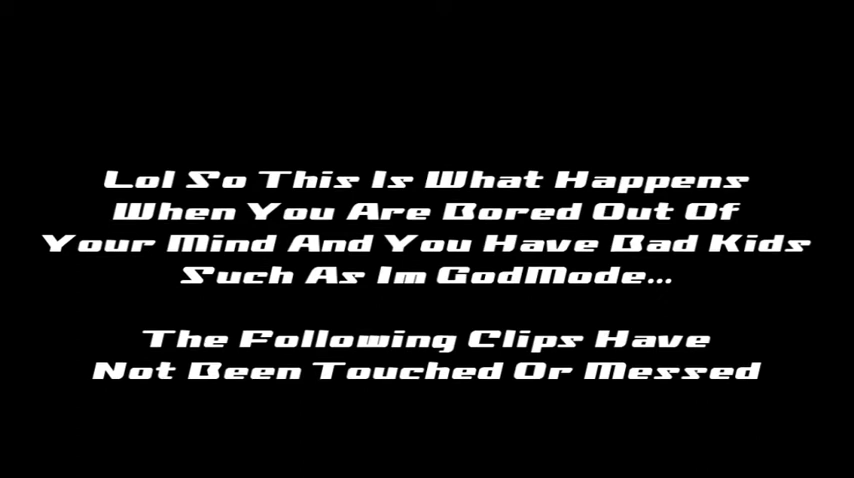 Lol So This Is What Happens
When You Are Bored Out Of
Your Mind And You Have Bad Kids
Such As Im GodMode...
The Following Clips Have
Not Been Touched Or Messed